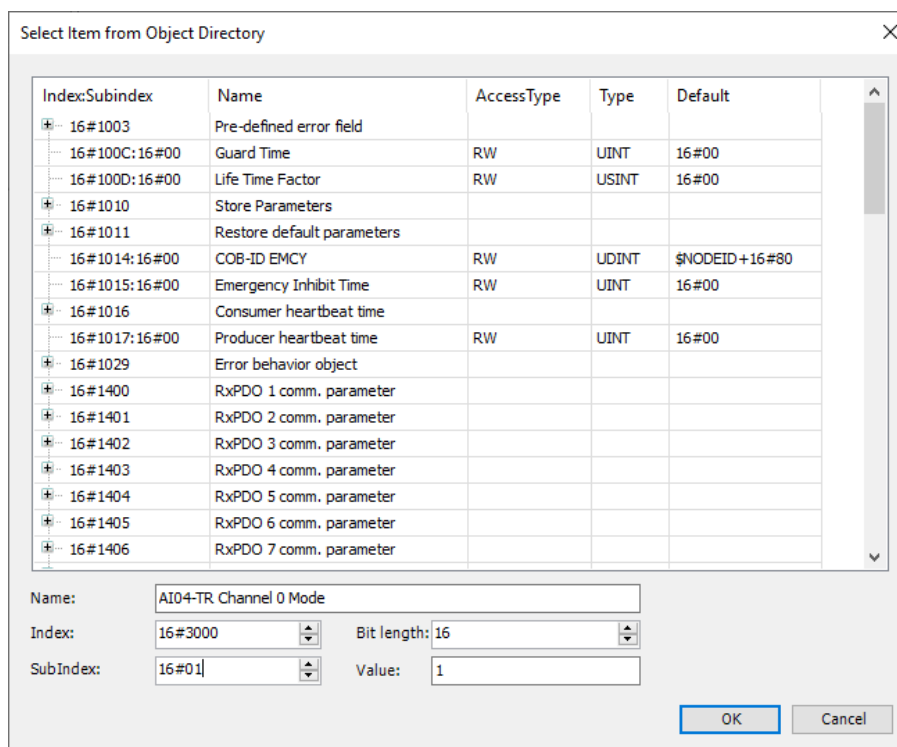 Select Item from Object Directory
Index:Subindex Name AccessType Type Default
16#1003 Pre-defined error field
16#100C:16#00 Guard Time RW UINT 16#00
16#100D:16#00 Life Time Factor RW USINT 16#00
16#1010 Store Parameters
16#1011 Restore default parameters
16#1014:16#00 COB-ID EMCY RW UDINT $NODEID+16#80
16#1015:16#00 Emergency Inhibit Time RW UINT 16#00
16#1016 Consumer heartbeat time
16#1017:16#00 Producer heartbeat time RW UINT 16#00
16#1029 Error behavior object
16#1400 RxPDO 1 comm. parameter
16#1401 RxPDO 2 comm. parameter
16#1402 RxPDO 3 comm. parameter
16#1403 RxPDO 4 comm. parameter
16#1404 RxPDO 5 comm. parameter
16#1405 RxPDO 6 comm. parameter
16#1406 RxPDO 7 comm. parameter
Name: AI04-TR Channel 0 Mode
Index: 16#3000 Bit length: 16
SubIndex: 16#01 Value: 1
OK Cancel